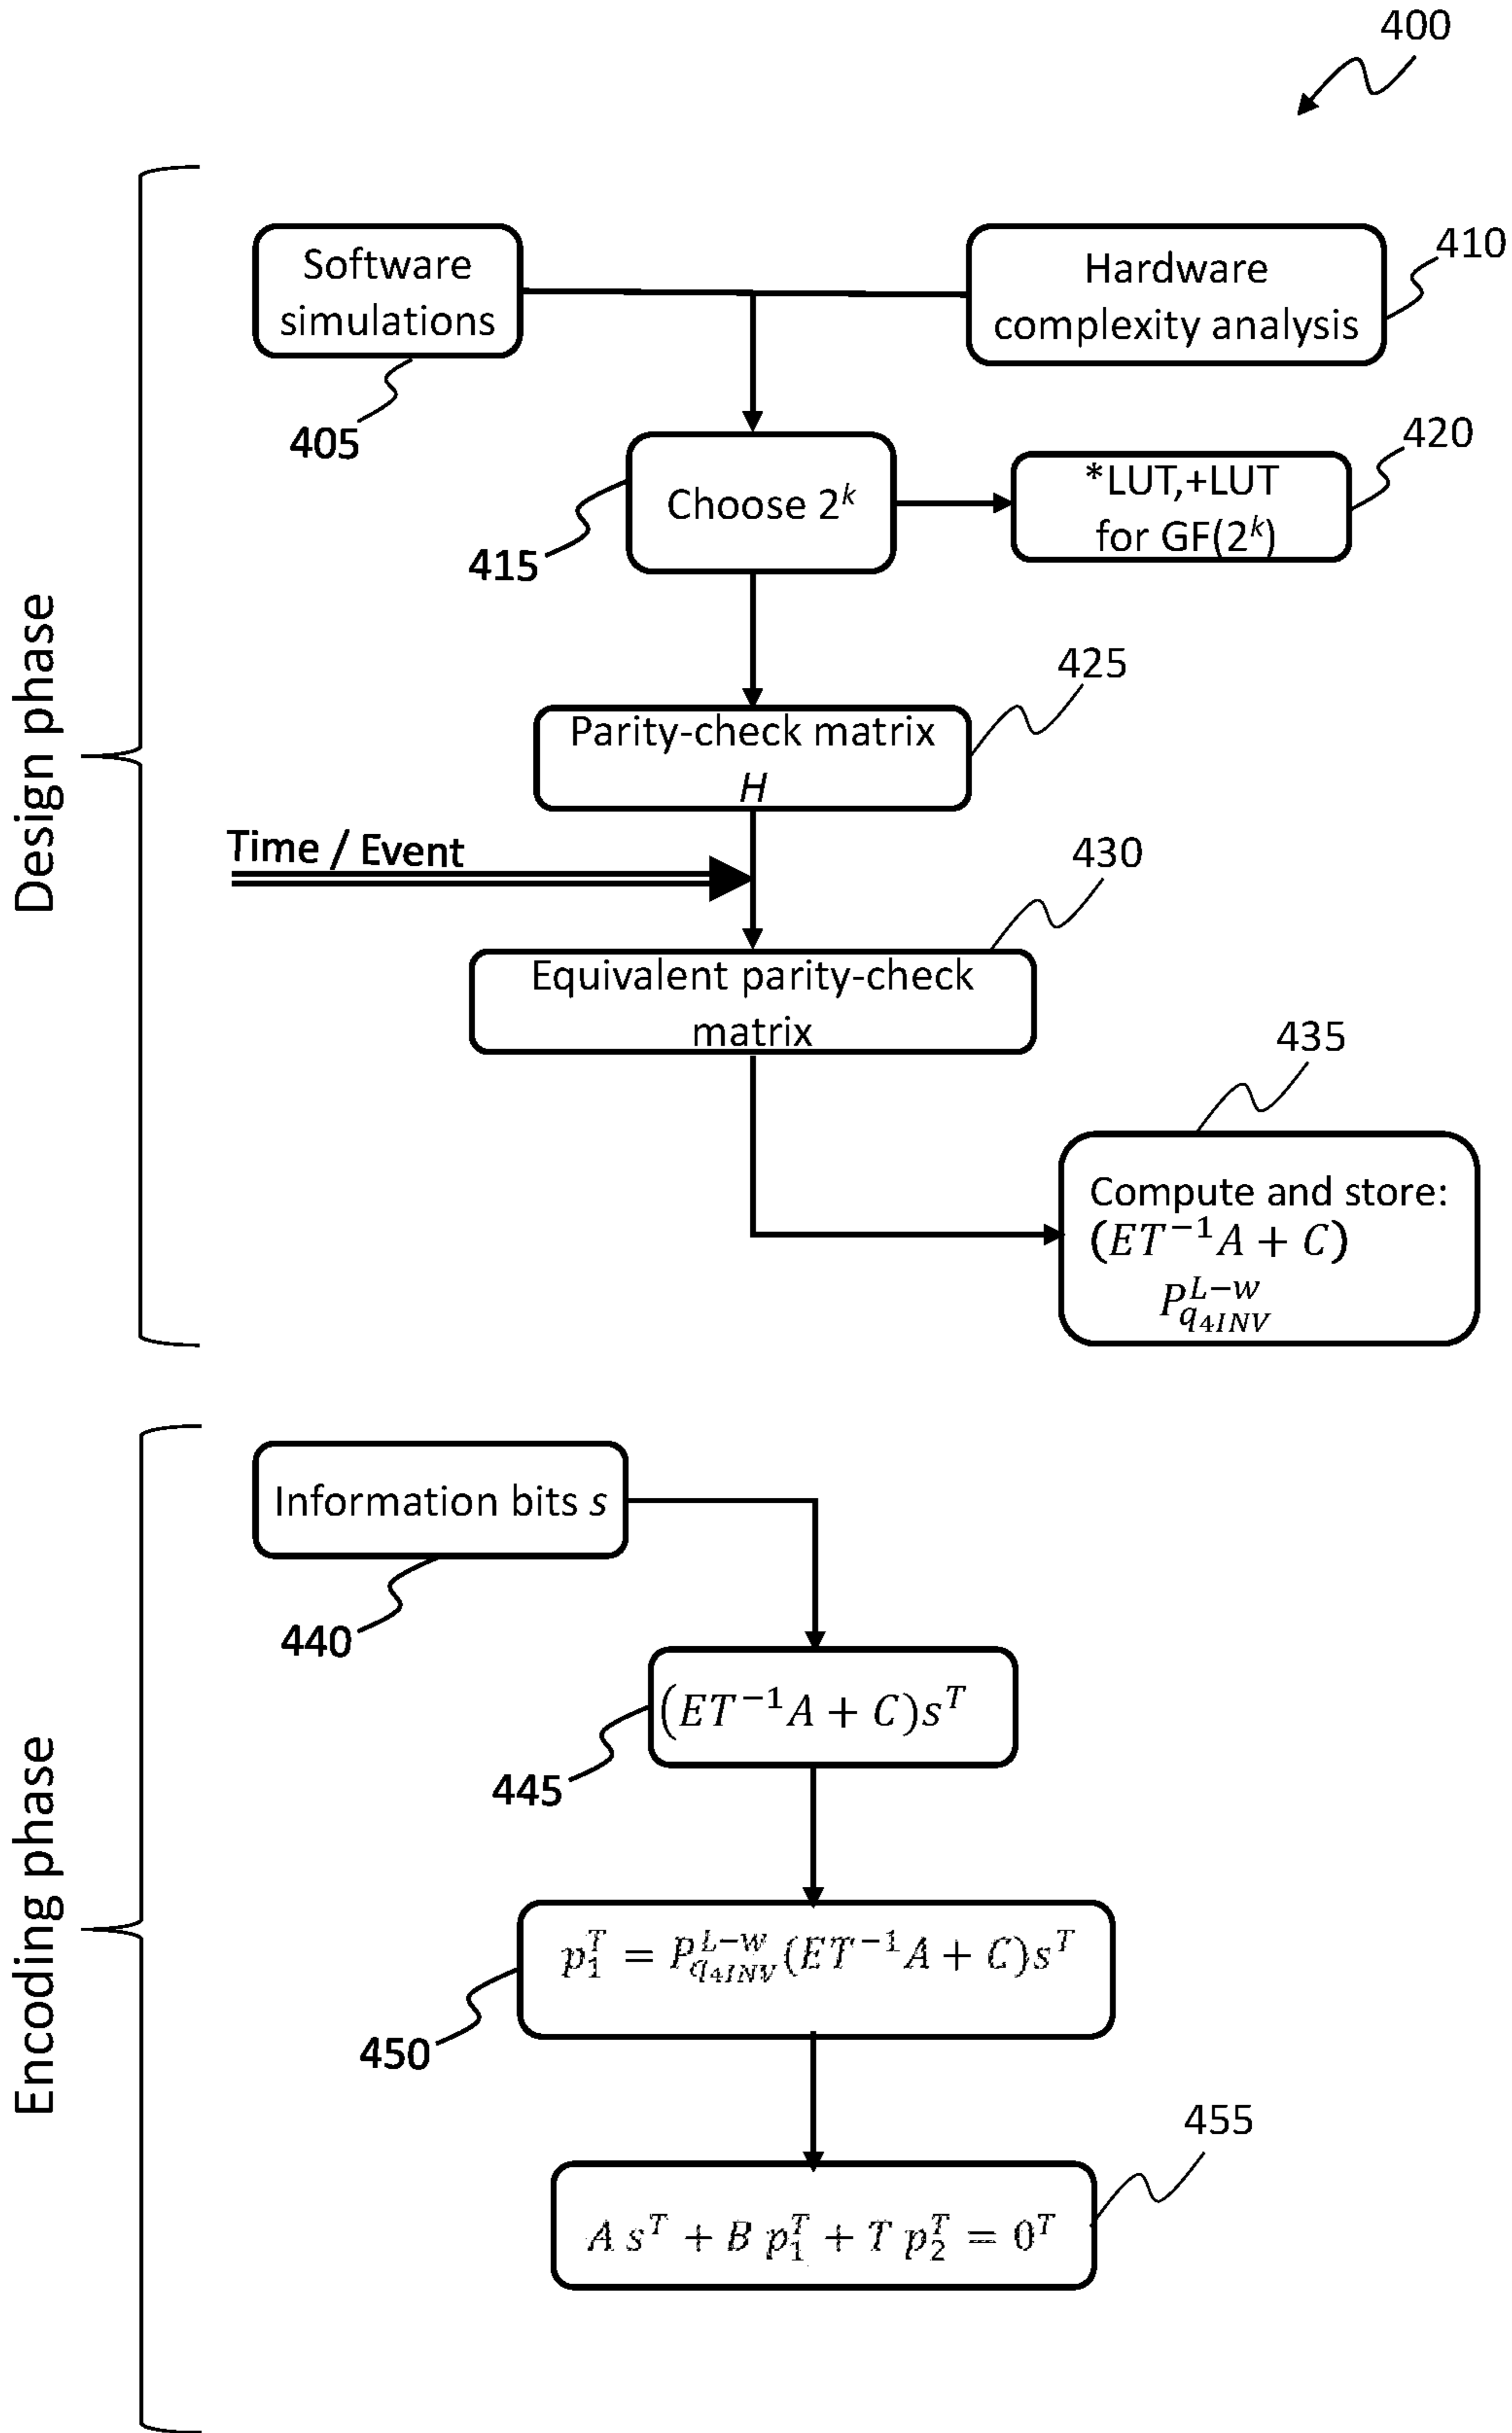 400
Design phase
Software
simulations
405
Hardware
complexity analysis
410
Choose 2^k
415
*LUT,+LUT
for GF(2^k)
420
Parity-check matrix
H
425
Time / Event
Equivalent parity-check
matrix
430
Compute and store:
(ET^{-1}A + C)
P_{q_{4INV}}^{L-w}
435
Encoding phase
Information bits s
440
(ET^{-1}A + C)s^T
445
p_1^T = P_{q_{4INV}}^{L-w}(ET^{-1}A + C)s^T
450
A s^T + B p_1^T + T p_2^T = 0^T
455